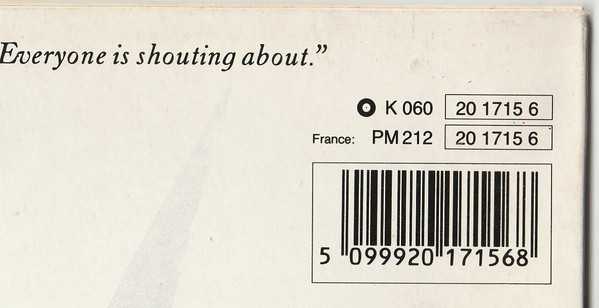 Everyone is shouting about.”
K 060 20 1715 6
France: PM 212 20 1715 6
5 099920 171568